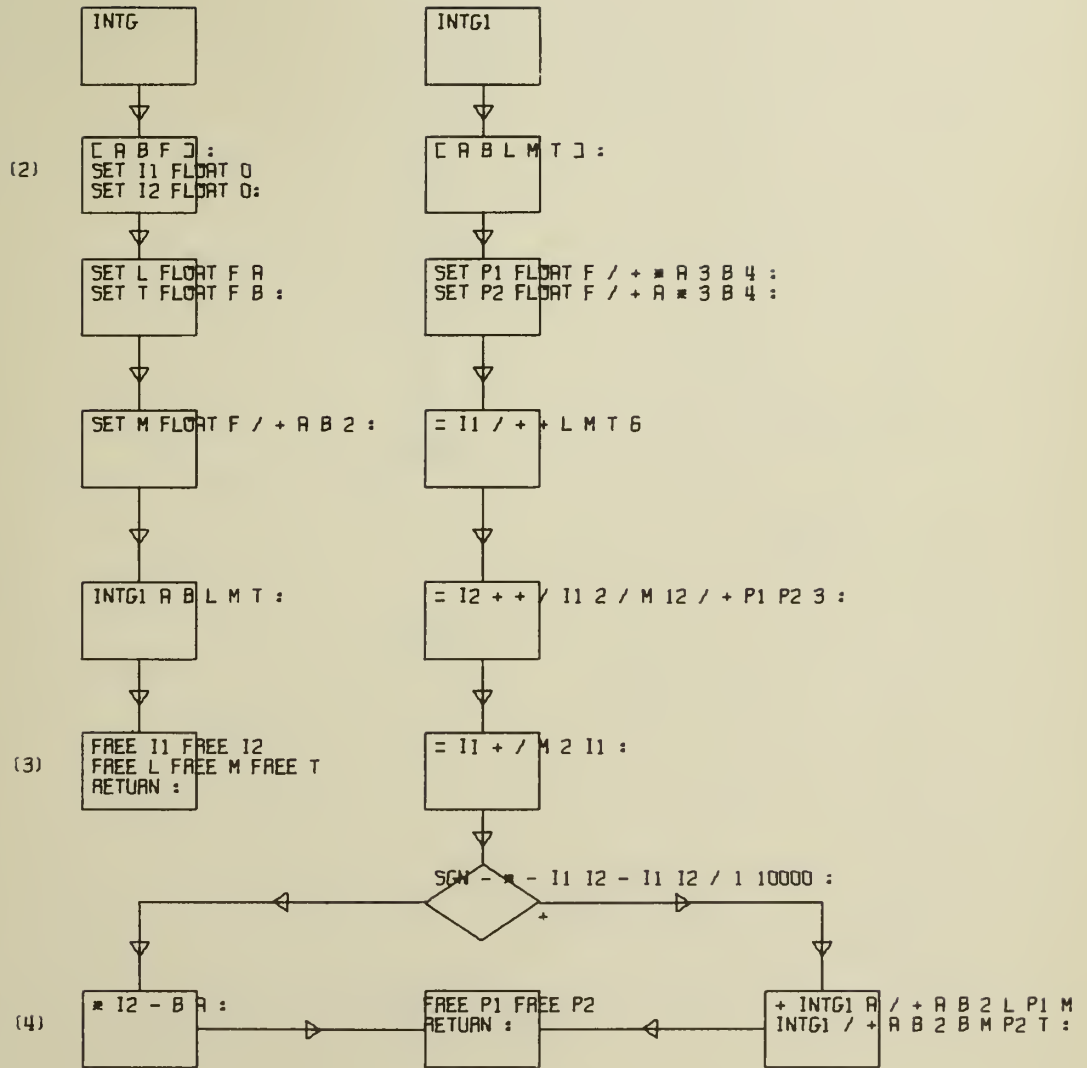 INTG
(2)
[ A B F ] :
SET I1 FLOAT 0
SET I2 FLOAT 0:
SET L FLOAT F A
SET T FLOAT F B :
SET M FLOAT F / + A B 2 :
INTG1 A B L M T :
(3)
FREE I1 FREE I2
FREE L FREE M FREE T
RETURN :
INTG1
[ A B L M T ] :
SET P1 FLOAT F / + * A 3 B 4 :
SET P2 FLOAT F / + A * 3 B 4 :
= I1 / + + L M T 6
= I2 + + / I1 2 / M 12 / + P1 P2 3 :
= I1 + / M 2 I1 :
SGN - * - I1 I2 - I1 I2 / 1 10000 :
+
(4)
* I2 - B A :
FREE P1 FREE P2
RETURN :
+ INTG1 A / + A B 2 L P1 M
INTG1 / + A B 2 B M P2 T :